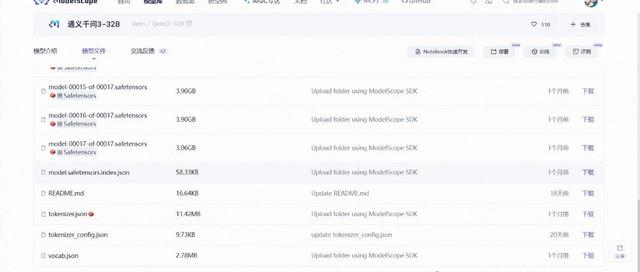 ModelScope 首页 模型库 数据集 AIGC专区 文档 社区 GitHub
通义千问3-32B Qwen / Qwen3-32B 110 + 合集
模型介绍 模型文件 交流反馈 42 Notebook快速开发 部署 训练 评测
Safetensors
model-00015-of-00017.safetensors
Safetensors
3.90GB Upload folder using ModelScope SDK 1个月前 下载
model-00016-of-00017.safetensors
Safetensors
3.90GB Upload folder using ModelScope SDK 1个月前 下载
model-00017-of-00017.safetensors
Safetensors
3.06GB Upload folder using ModelScope SDK 1个月前 下载
model.safetensors.index.json 58.33KB Upload folder using ModelScope SDK 1个月前 下载
README.md 16.64KB Update README.md 18天前 下载
tokenizer.json 11.42MB Upload folder using ModelScope SDK 1个月前 下载
tokenizer_config.json 9.73KB update tokenizer_config.json 20天前 下载
vocab.json 2.78MB Upload folder using ModelScope SDK 1个月前 下载
分享